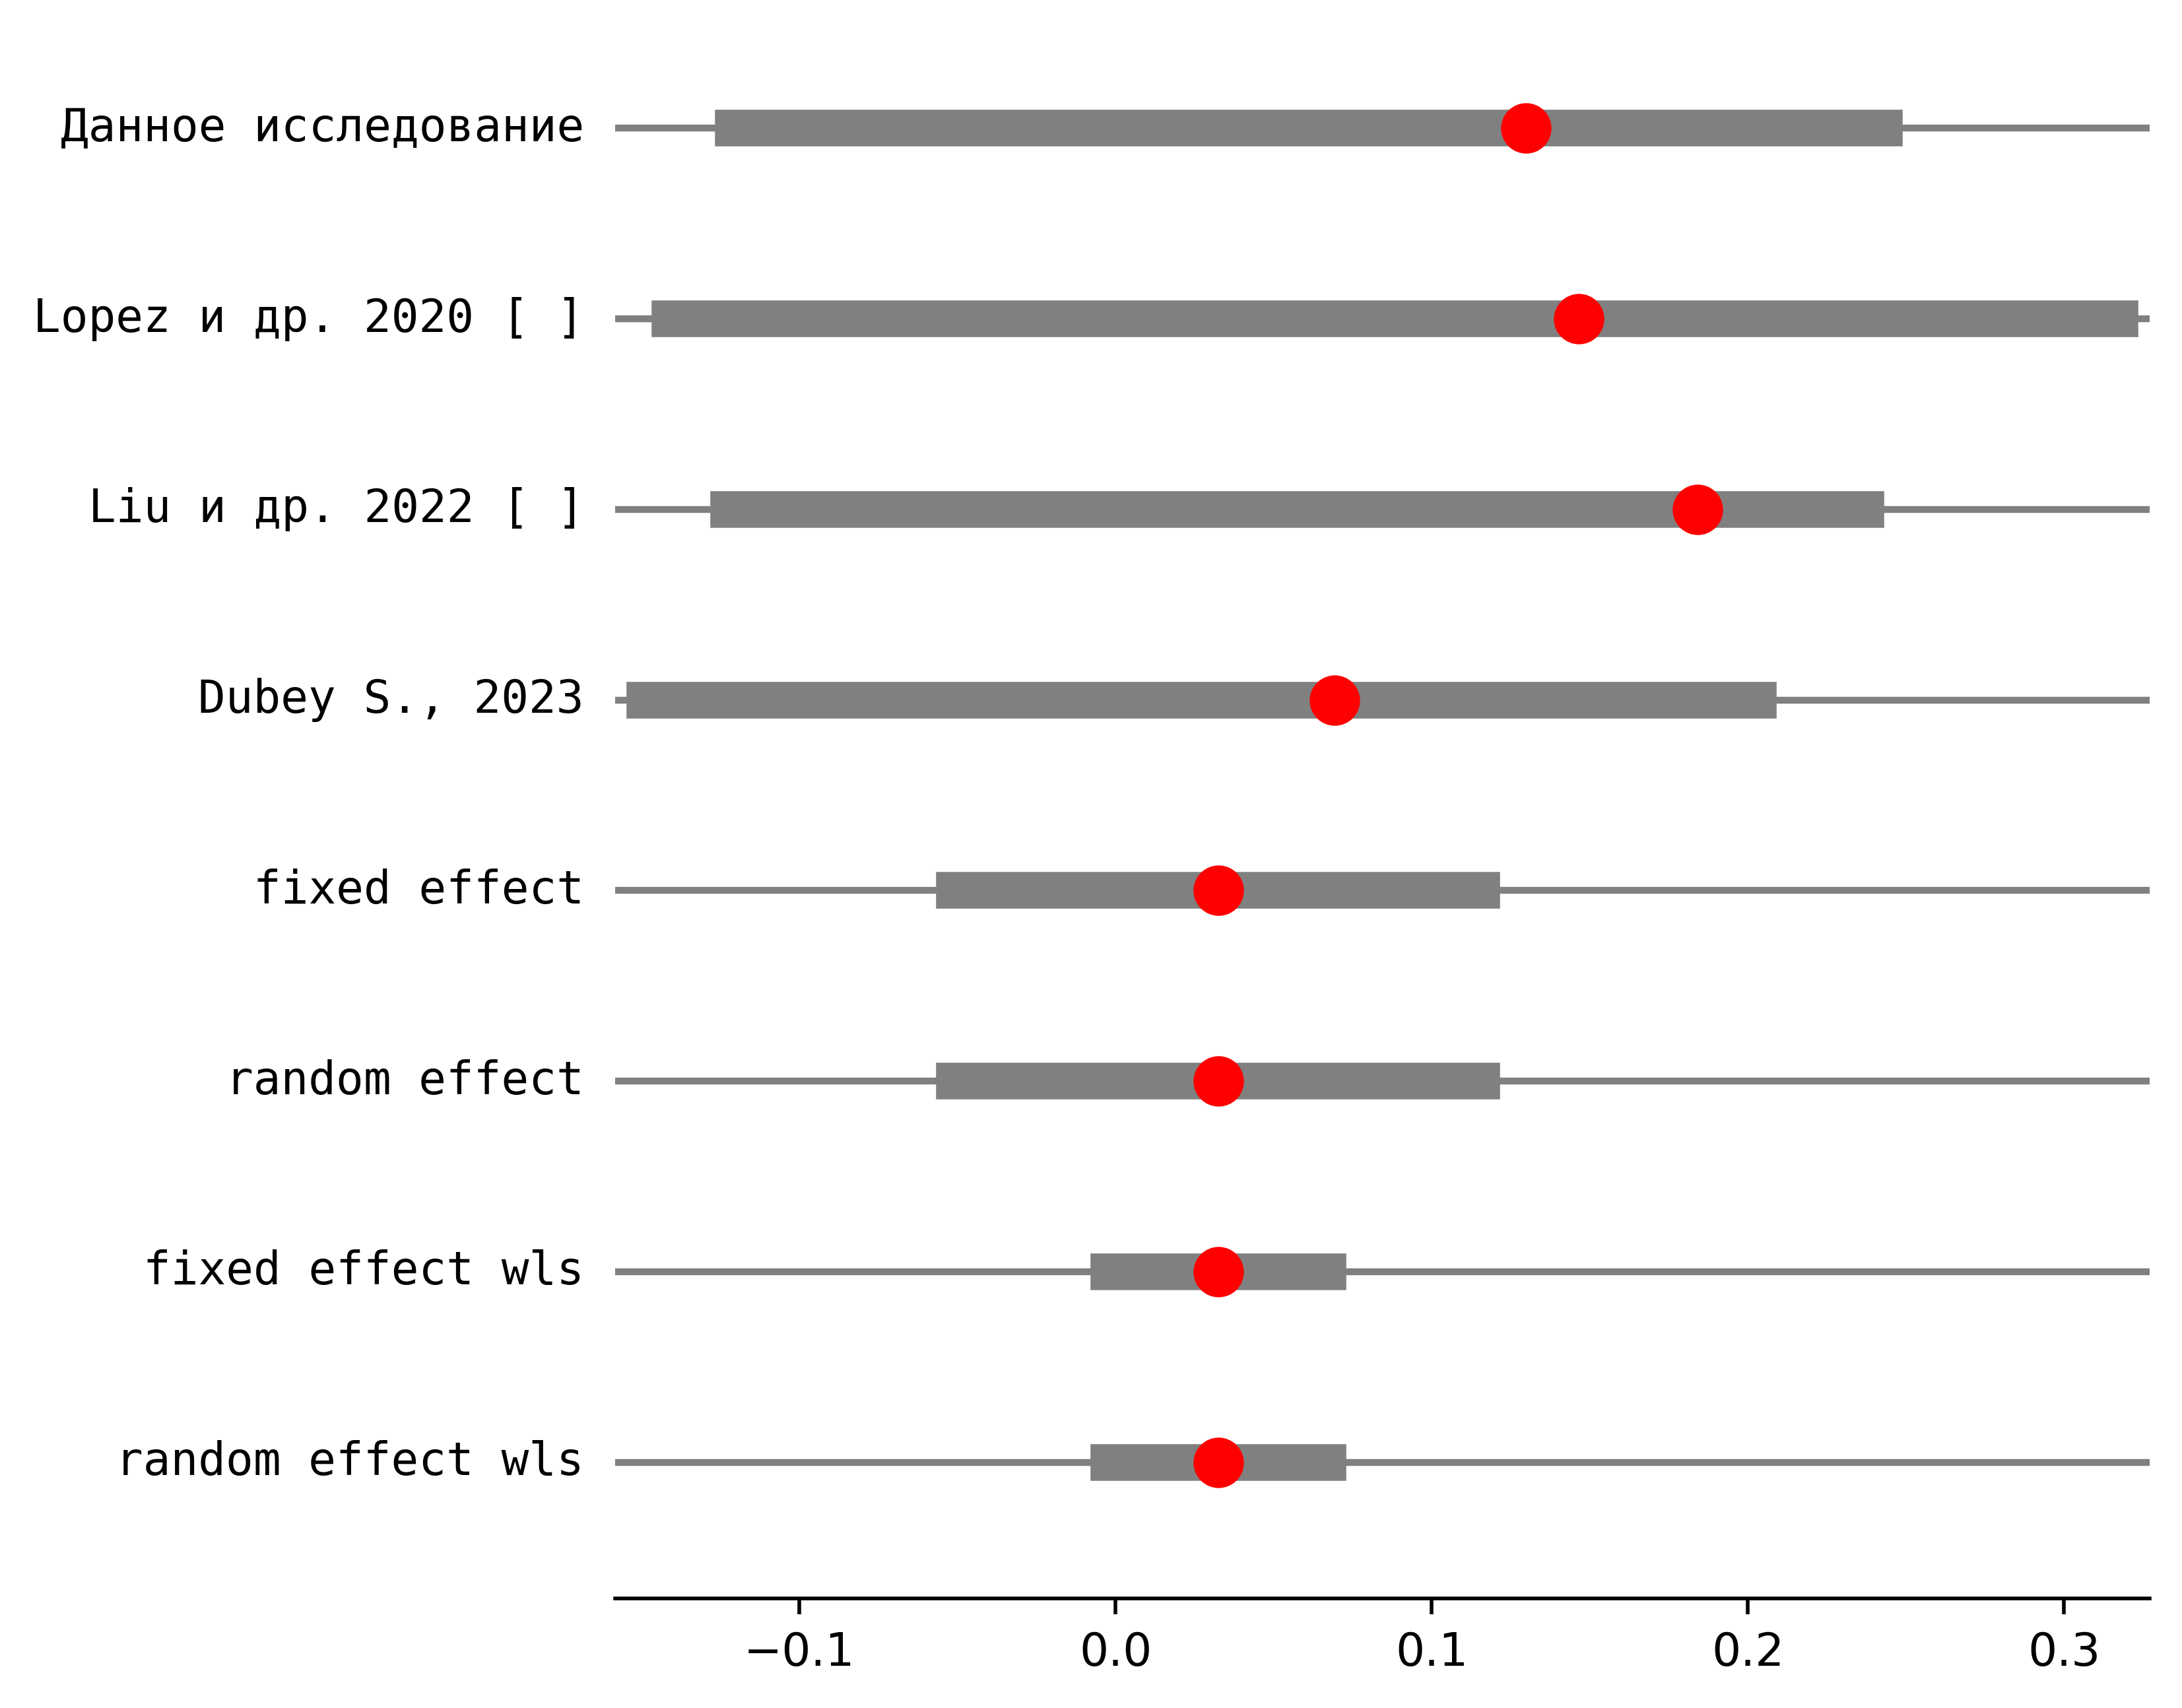 Данное исследование
Lopez и др. 2020 [ ]
Liu и др. 2022 [ ]
Dubey S., 2023
fixed effect
random effect
fixed effect wls
random effect wls
−0.1 0.0 0.1 0.2 0.3